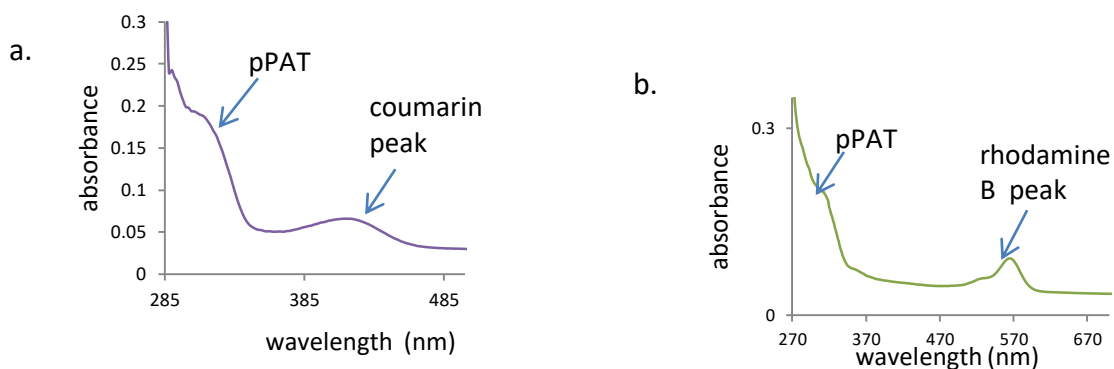 a.
0.3
0.25
0.2
0.15
0.1
0.05
0
absorbance
pPAT
coumarin
peak
285
385
485
wavelength (nm)
b.
0.3
0
absorbance
pPAT
rhodamine
B peak
270
370
470
570
670
wavelength (nm)